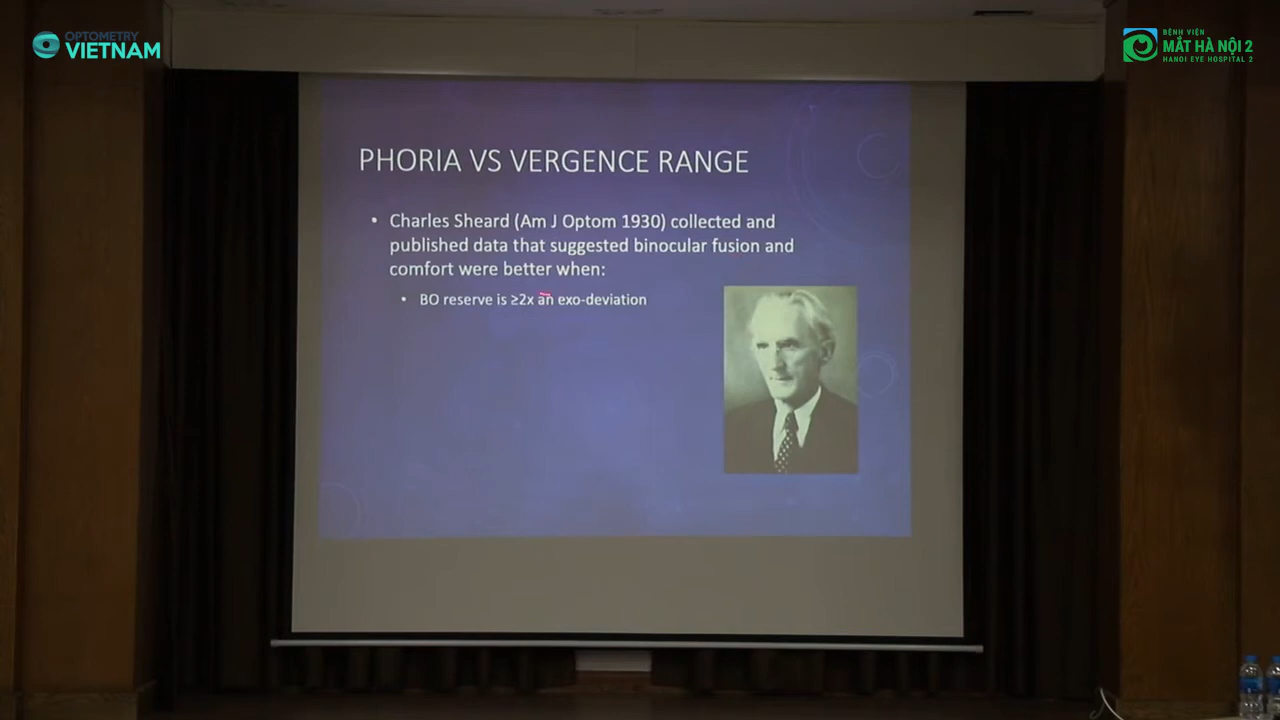 OPTOMETRY
VIETNAM
BỆNH VIỆN
MẮT HÀ NỘI 2
HANOI EYE HOSPITAL 2
PHORIA VS VERGENCE RANGE
• Charles Sheard (Am J Optom 1930) collected and
published data that suggested binocular fusion and
comfort were better when:
• BO reserve is ≥2x an exo-deviation